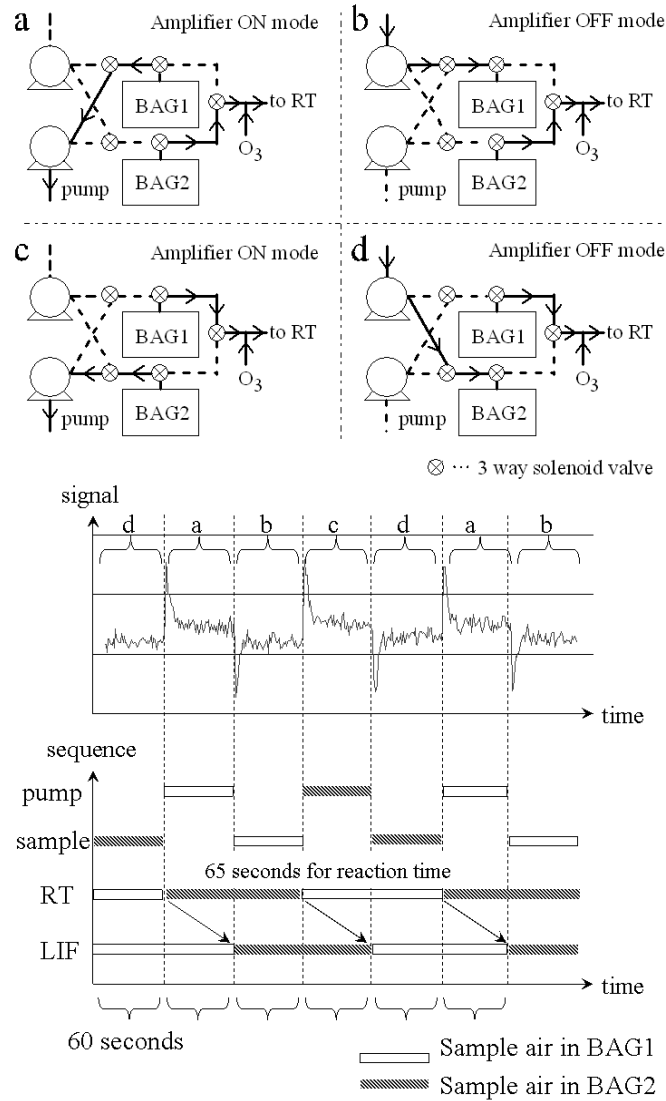 a Amplifier ON mode
BAG1
to RT
O3
pump
BAG2
b Amplifier OFF mode
BAG1
to RT
O3
pump
BAG2
c Amplifier ON mode
BAG1
to RT
O3
pump
BAG2
d Amplifier OFF mode
BAG1
to RT
O3
pump
BAG2
⊗ ··· 3 way solenoid valve
signal
d a b c d a b
time
sequence
pump
sample
65 seconds for reaction time
RT
LIF
time
60 seconds
Sample air in BAG1
Sample air in BAG2